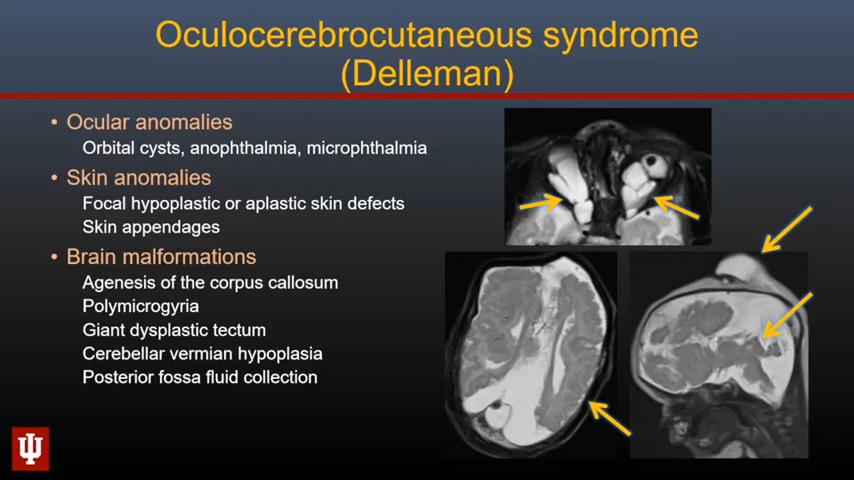 Oculocerebrocutaneous syndrome
(Delleman)
• Ocular anomalies
Orbital cysts, anophthalmia, microphthalmia
• Skin anomalies
Focal hypoplastic or aplastic skin defects
Skin appendages
• Brain malformations
Agenesis of the corpus callosum
Polymicrogyria
Giant dysplastic tectum
Cerebellar vermian hypoplasia
Posterior fossa fluid collection